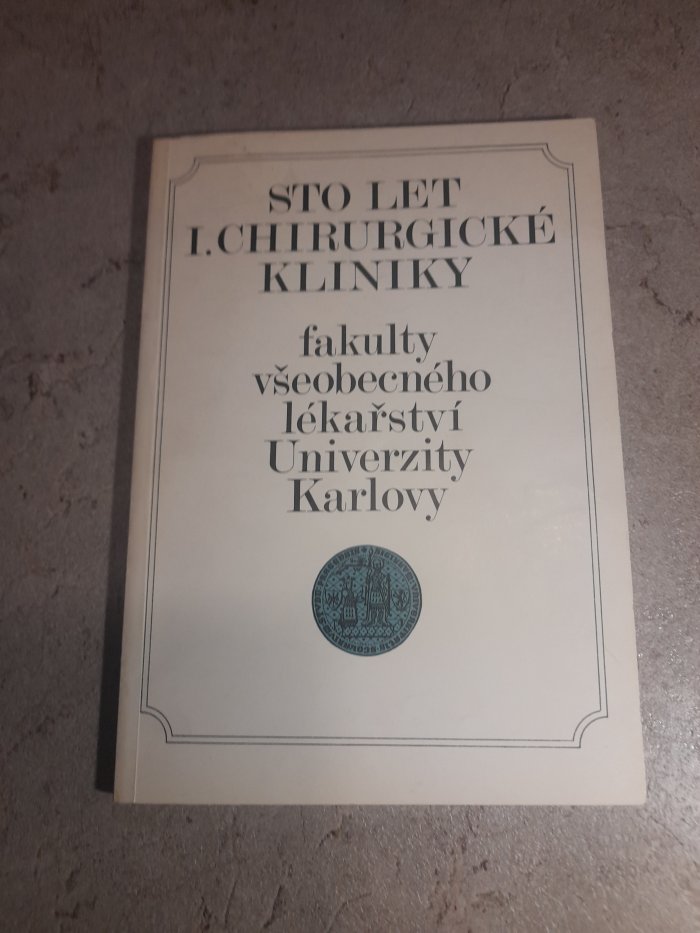 STO LET
I. CHIRURGICKÉ
KLINIKY
fakulty
všeobecného
lékařství
Univerzity
Karlovy